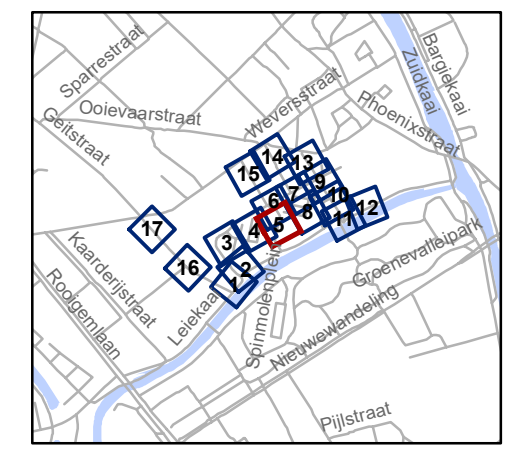 Sparrestraat
Bargiekaai
Zuidkaai
Weversstraat
Phoenixstraat
Ooievaarstraat
Geitstraat
14
13
15
9
7
10
6
12
8
11
5
17
4
3
16
2
1
Kaarderijstraat
Groenevalleipark
Rooigemlaan
Leiekaai
Spinmolenplein
Nieuwewandeling
Pijlstraat